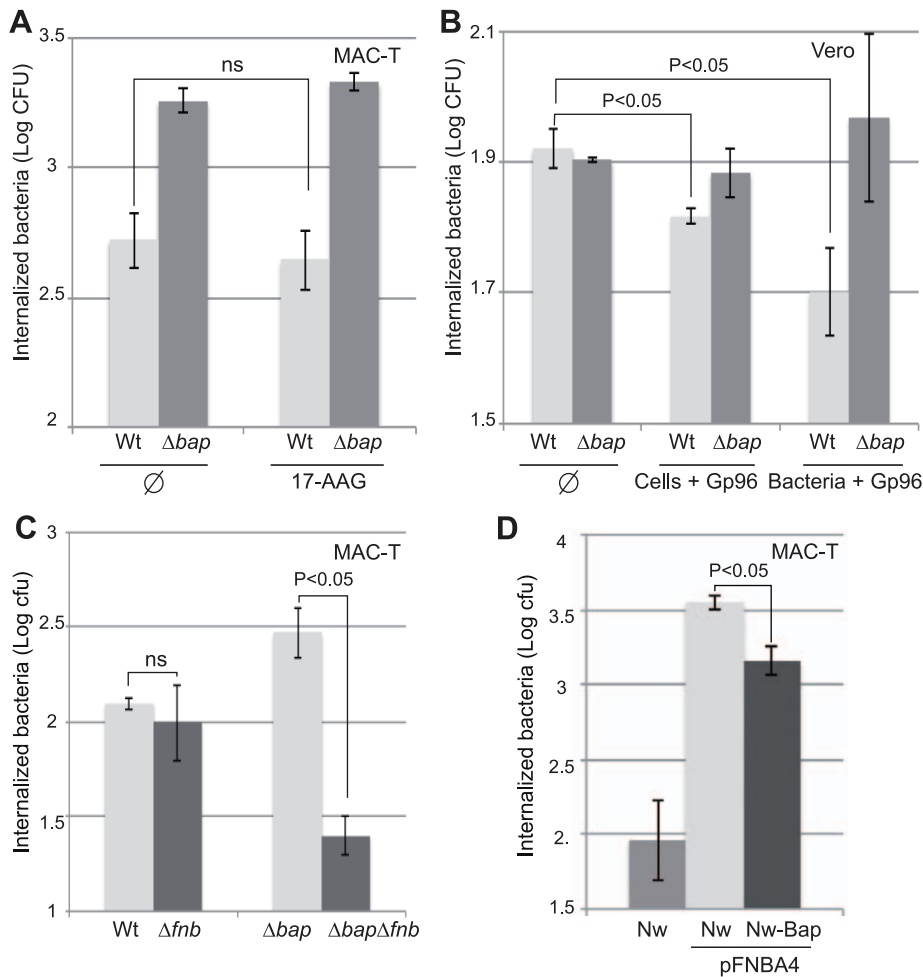 A
MAC-T
ns
Internalized bacteria (Log CFU)
3.5
3
2.5
2
Wt Δbap Wt Δbap
∅ 17-AAG
B
Vero
P<0.05
P<0.05
Internalized bacteria (Log CFU)
2.1
1.9
1.7
1.5
Wt Δbap Wt Δbap Wt Δbap
∅ Cells + Gp96 Bacteria + Gp96
C
MAC-T
P<0.05
ns
Internalized bacteria (Log cfu)
3
2.5
2
1.5
1
Wt Δfnb Δbap ΔbapΔfnb
D
MAC-T
P<0.05
Internalized bacteria (Log cfu)
4
3.5
3
2.5
2.
1.5
Nw Nw Nw-Bap
pFNBA4